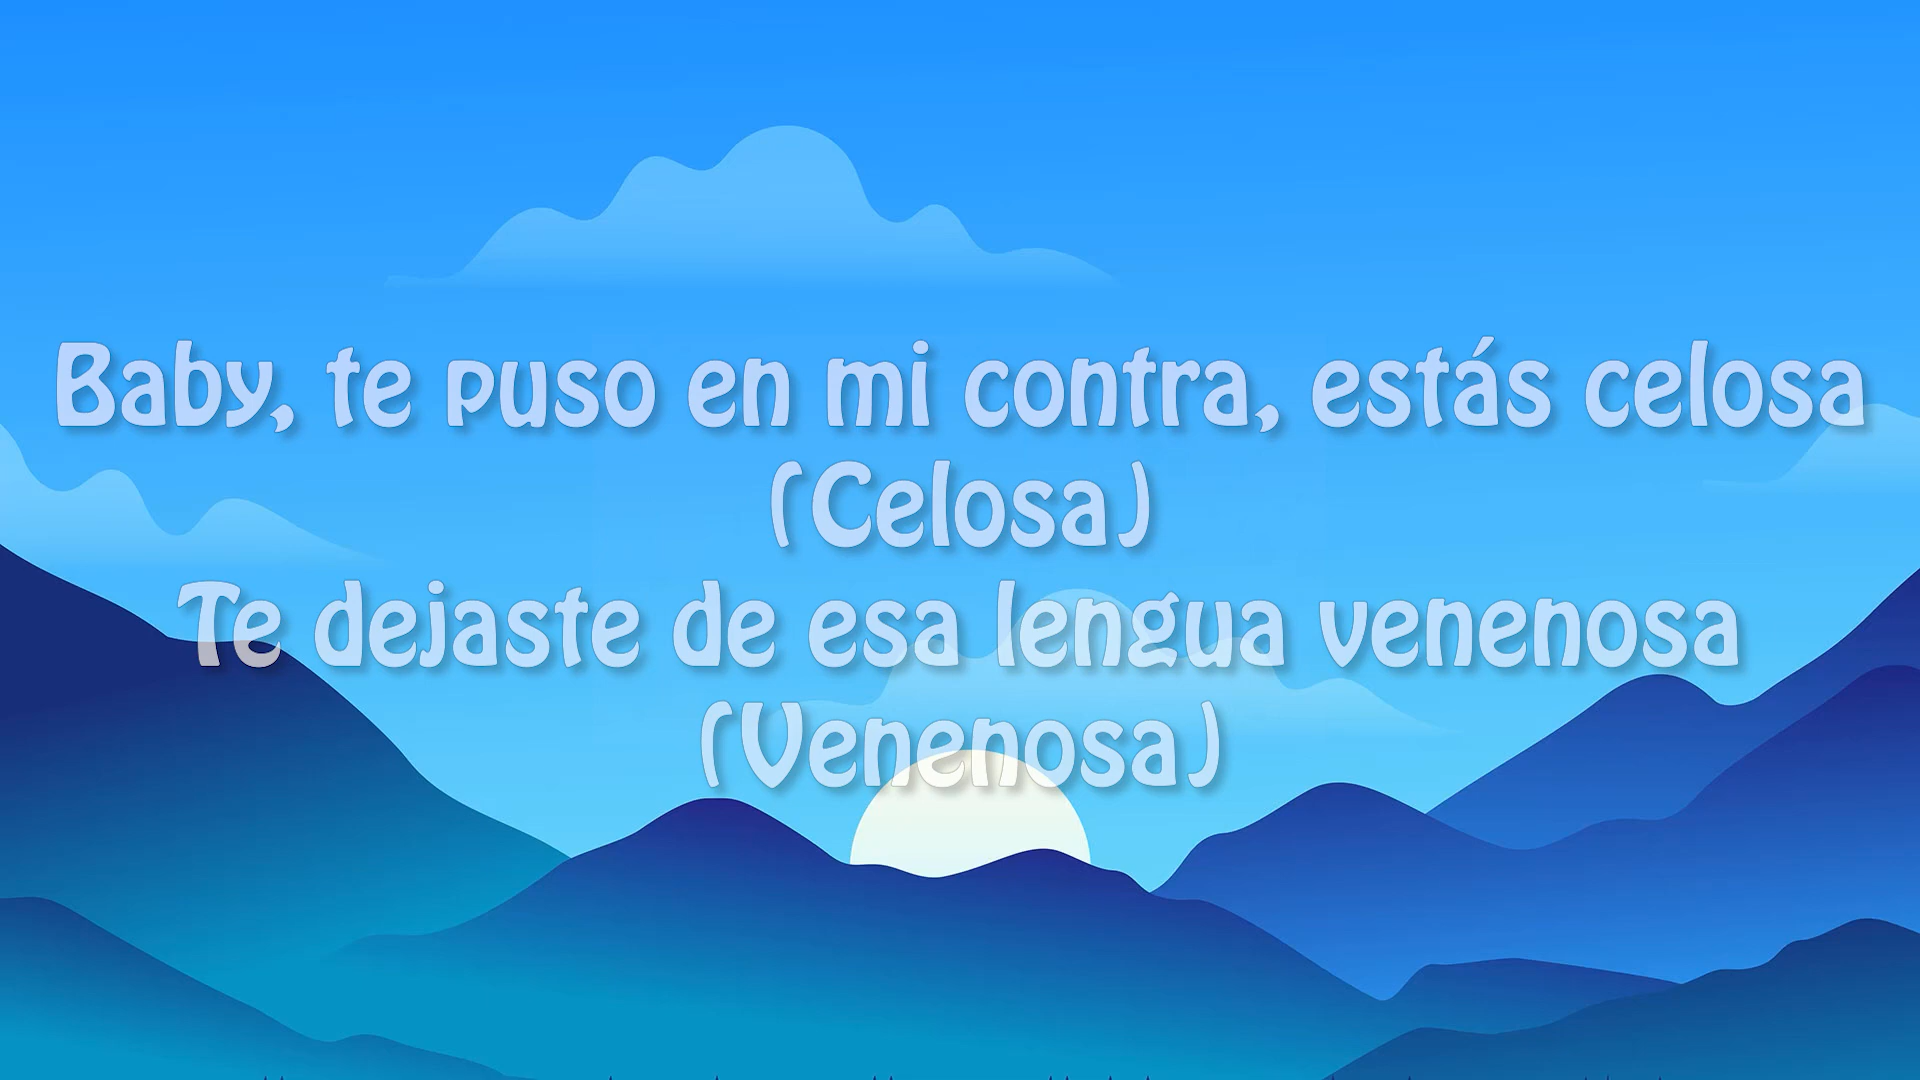 Baby, te puso en mi contra, estás celosa
(Celosa)
Te dejaste de esa lengua venenosa
(Venenosa)